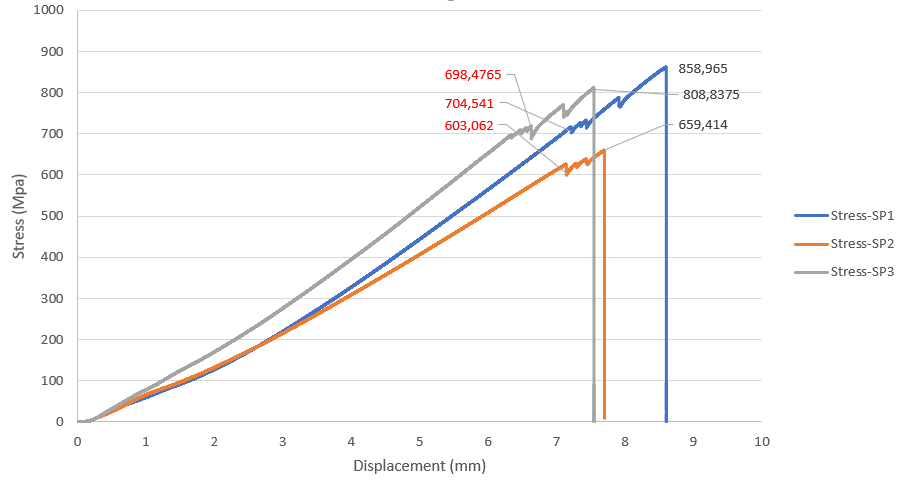 1000
900
800
700
600
500
400
300
200
100
0
0 1 2 3 4 5 6 7 8 9 10
Stress (Mpa)
Displacement (mm)
698,4765
704,541
603,062
858,965
808,8375
659,414
Stress-SP1
Stress-SP2
Stress-SP3